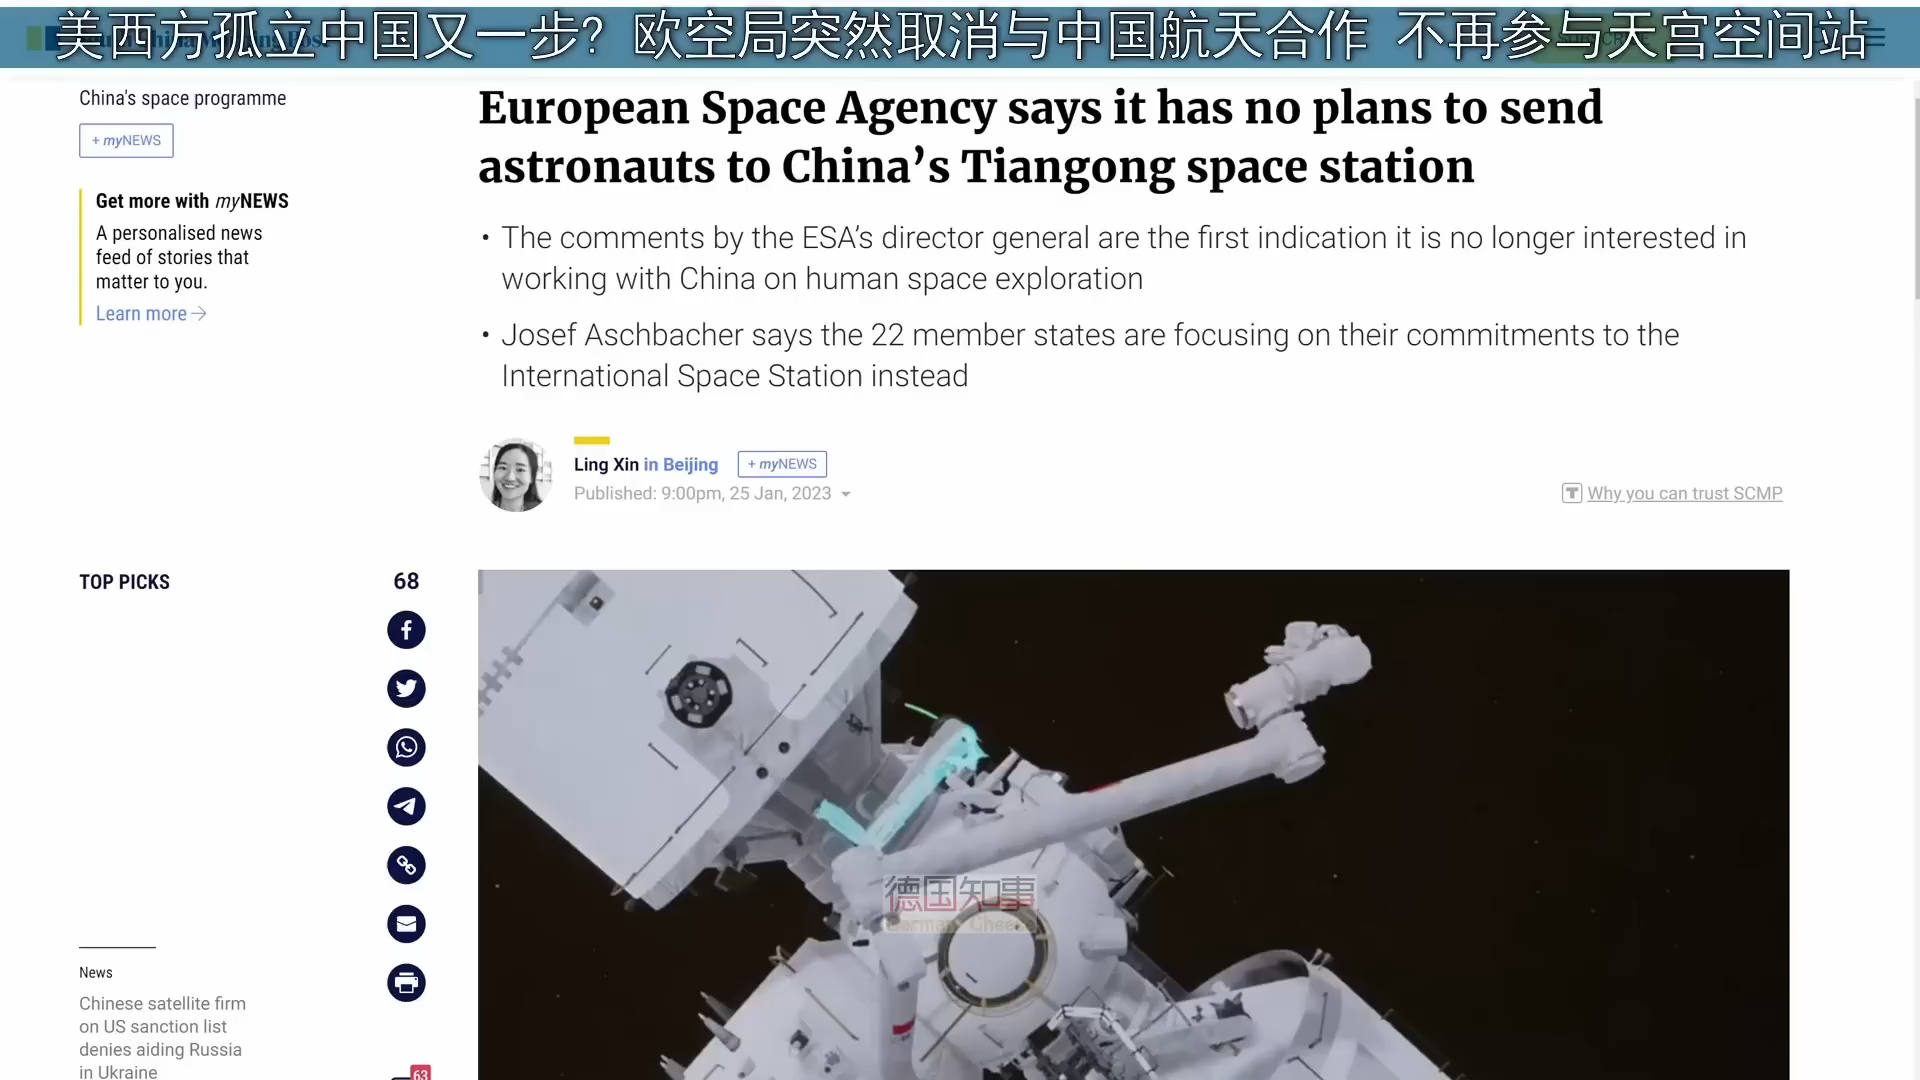 美西方孤立中国又一步? 欧空局突然取消与中国航天合作 不再参与天宫空间站
China's space programme
+ myNEWS
Get more with myNEWS
A personalised news
feed of stories that
matter to you.
Learn more
European Space Agency says it has no plans to send
astronauts to China’s Tiangong space station
• The comments by the ESA’s director general are the first indication it is no longer interested in
working with China on human space exploration
• Josef Aschbacher says the 22 member states are focusing on their commitments to the
International Space Station instead
Ling Xin in Beijing
+ myNEWS
Published: 9:00pm, 25 Jan, 2023
Why you can trust SCMP
TOP PICKS
68
德国知事
News
Chinese satellite firm
on US sanction list
denies aiding Russia
in Ukraine
63